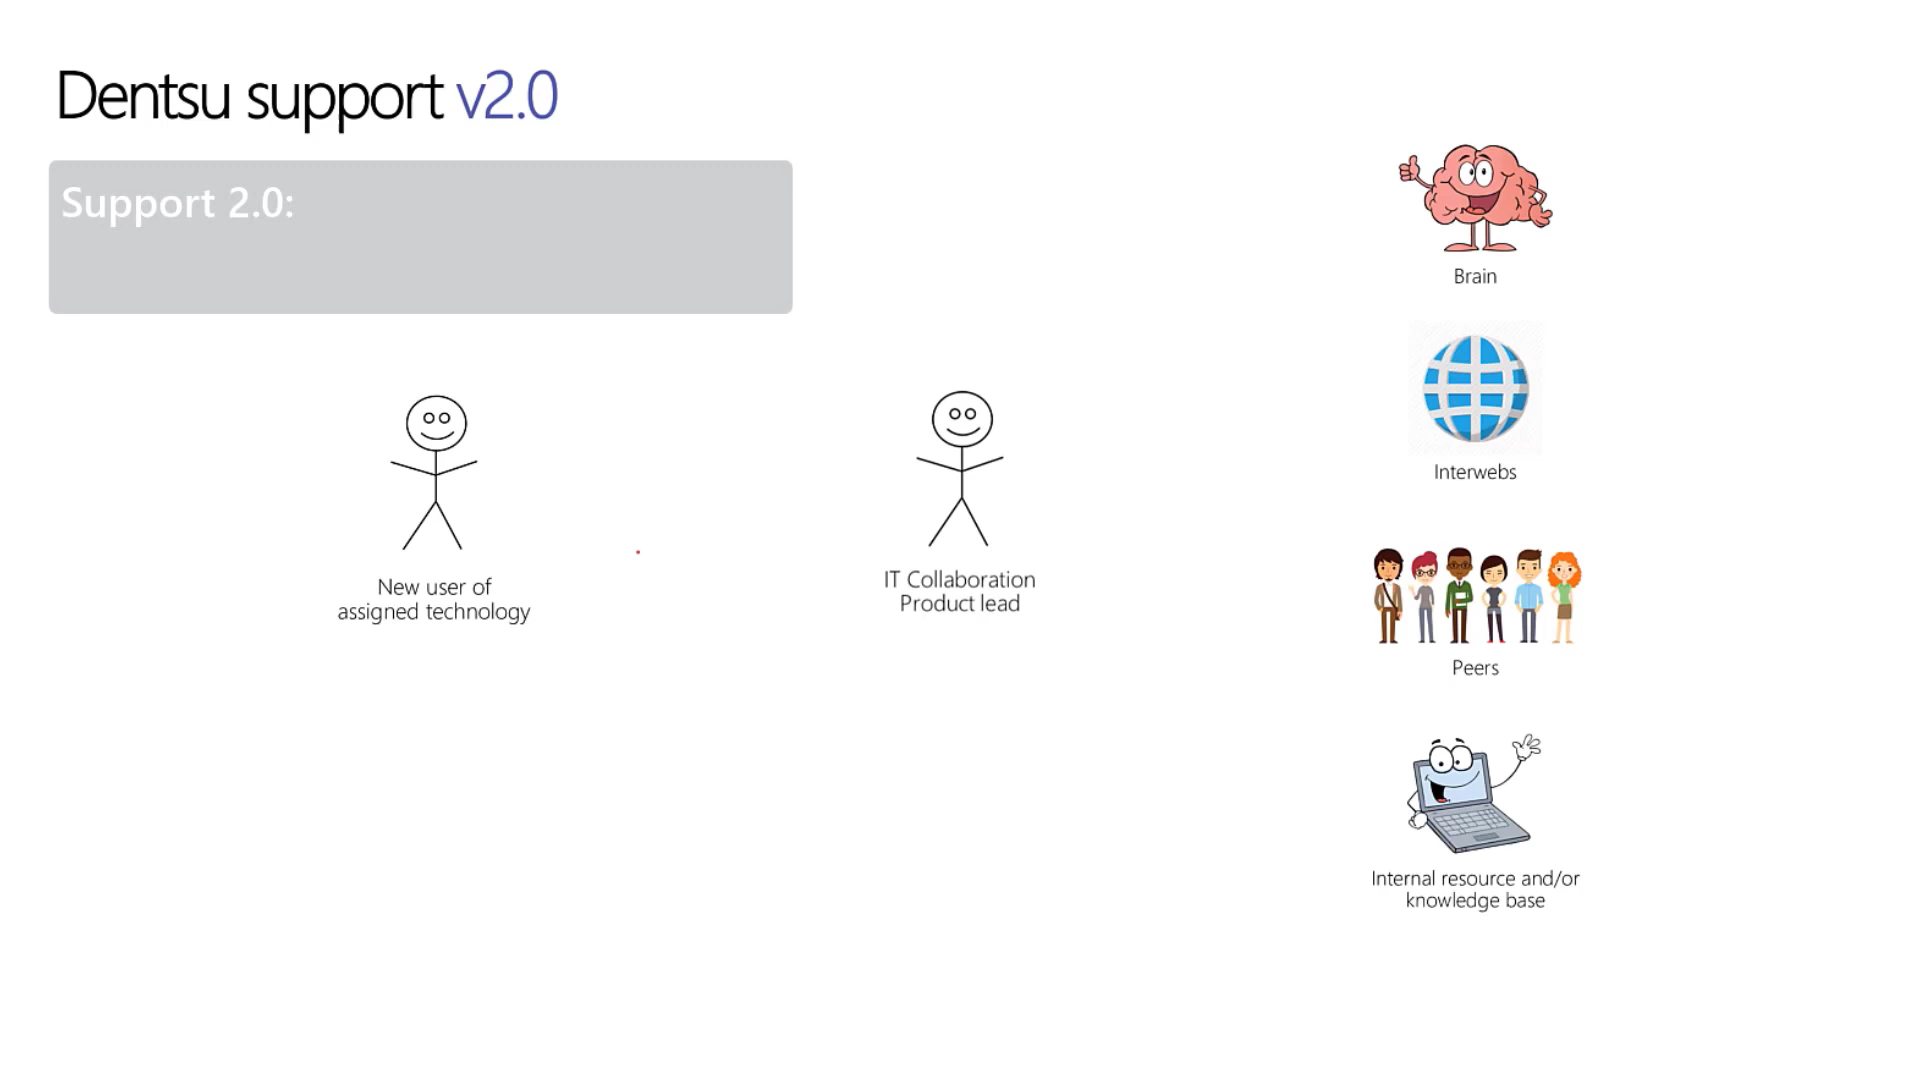 Dentsu support v2.0
Support 2.0:
Brain
Interwebs
New user of
assigned technology
IT Collaboration
Product lead
Peers
Internal resource and/or
knowledge base